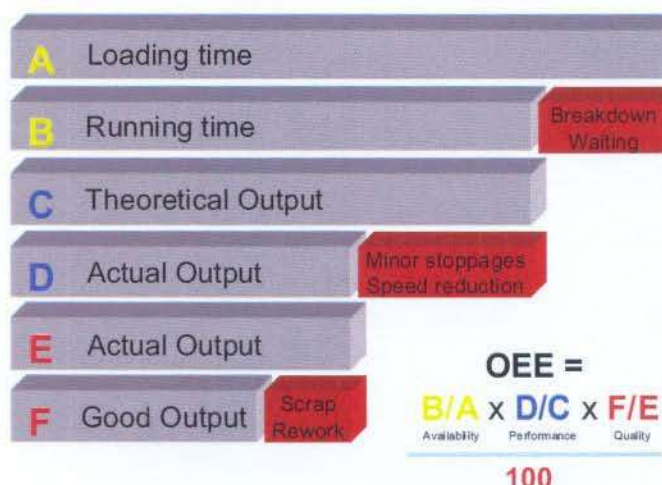 A Loading time
B Running time
Breakdown
Waiting
C Theoretical Output
D Actual Output
Minor stoppages
Speed reduction
E Actual Output
F Good Output
Scrap
Rework
OEE =
B/A x D/C x F/E
Availability Performance Quality
100